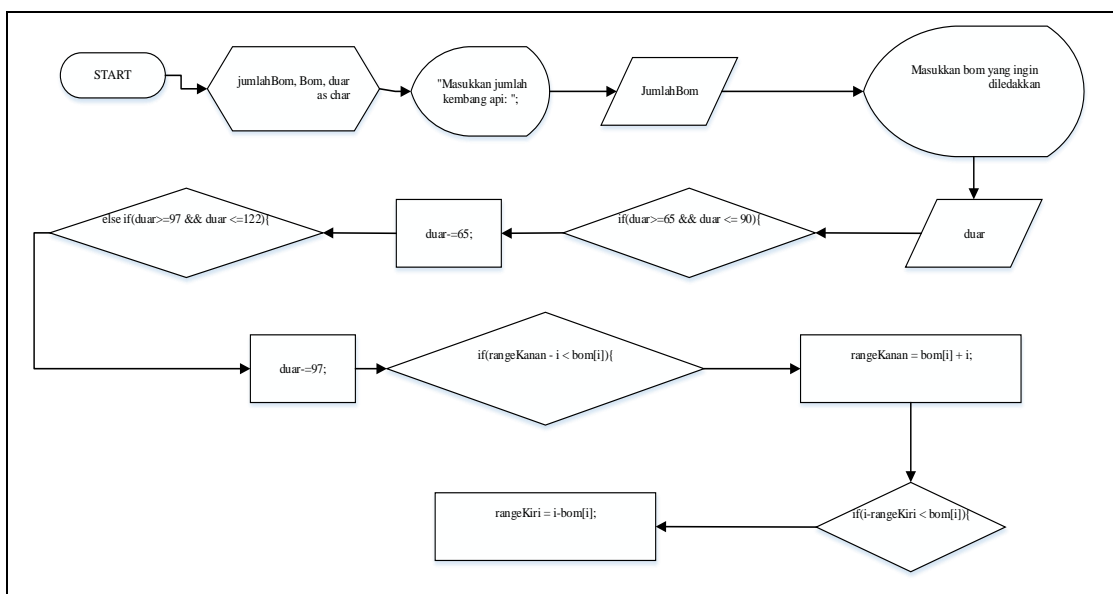 START
jumlahBom, Bom, duar
as char
"Masukkan jumlah
kembang api: ";
JumlahBom
Masukkan bom yang ingin
diledakkan
duar
if(duar>=65 && duar <= 90){
duar-=65;
else if(duar>=97 && duar <=122){
duar-=97;
if(rangeKanan - i < bom[i]){
rangeKanan = bom[i] + i;
if(i-rangeKiri < bom[i]){
rangeKiri = i-bom[i];